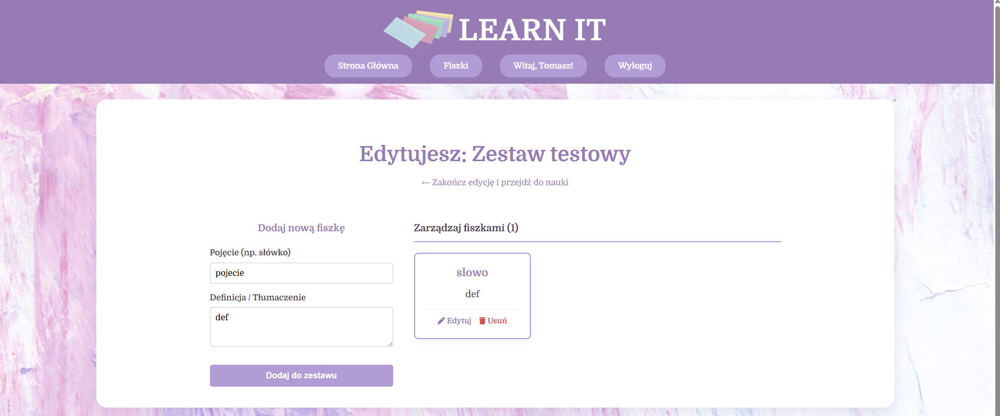 LEARN IT
Strona Główna
Fiszki
Witaj, Tomasz!
Wyloguj
Edytujesz: Zestaw testowy
← Zakończ edycję i przejdź do nauki
Dodaj nową fiszkę
Pojęcie (np. słówko)
pojecie
Definicja / Tłumaczenie
def
Dodaj do zestawu
Zarządzaj fiszkami (1)
slowo
def
Edytuj Usuń